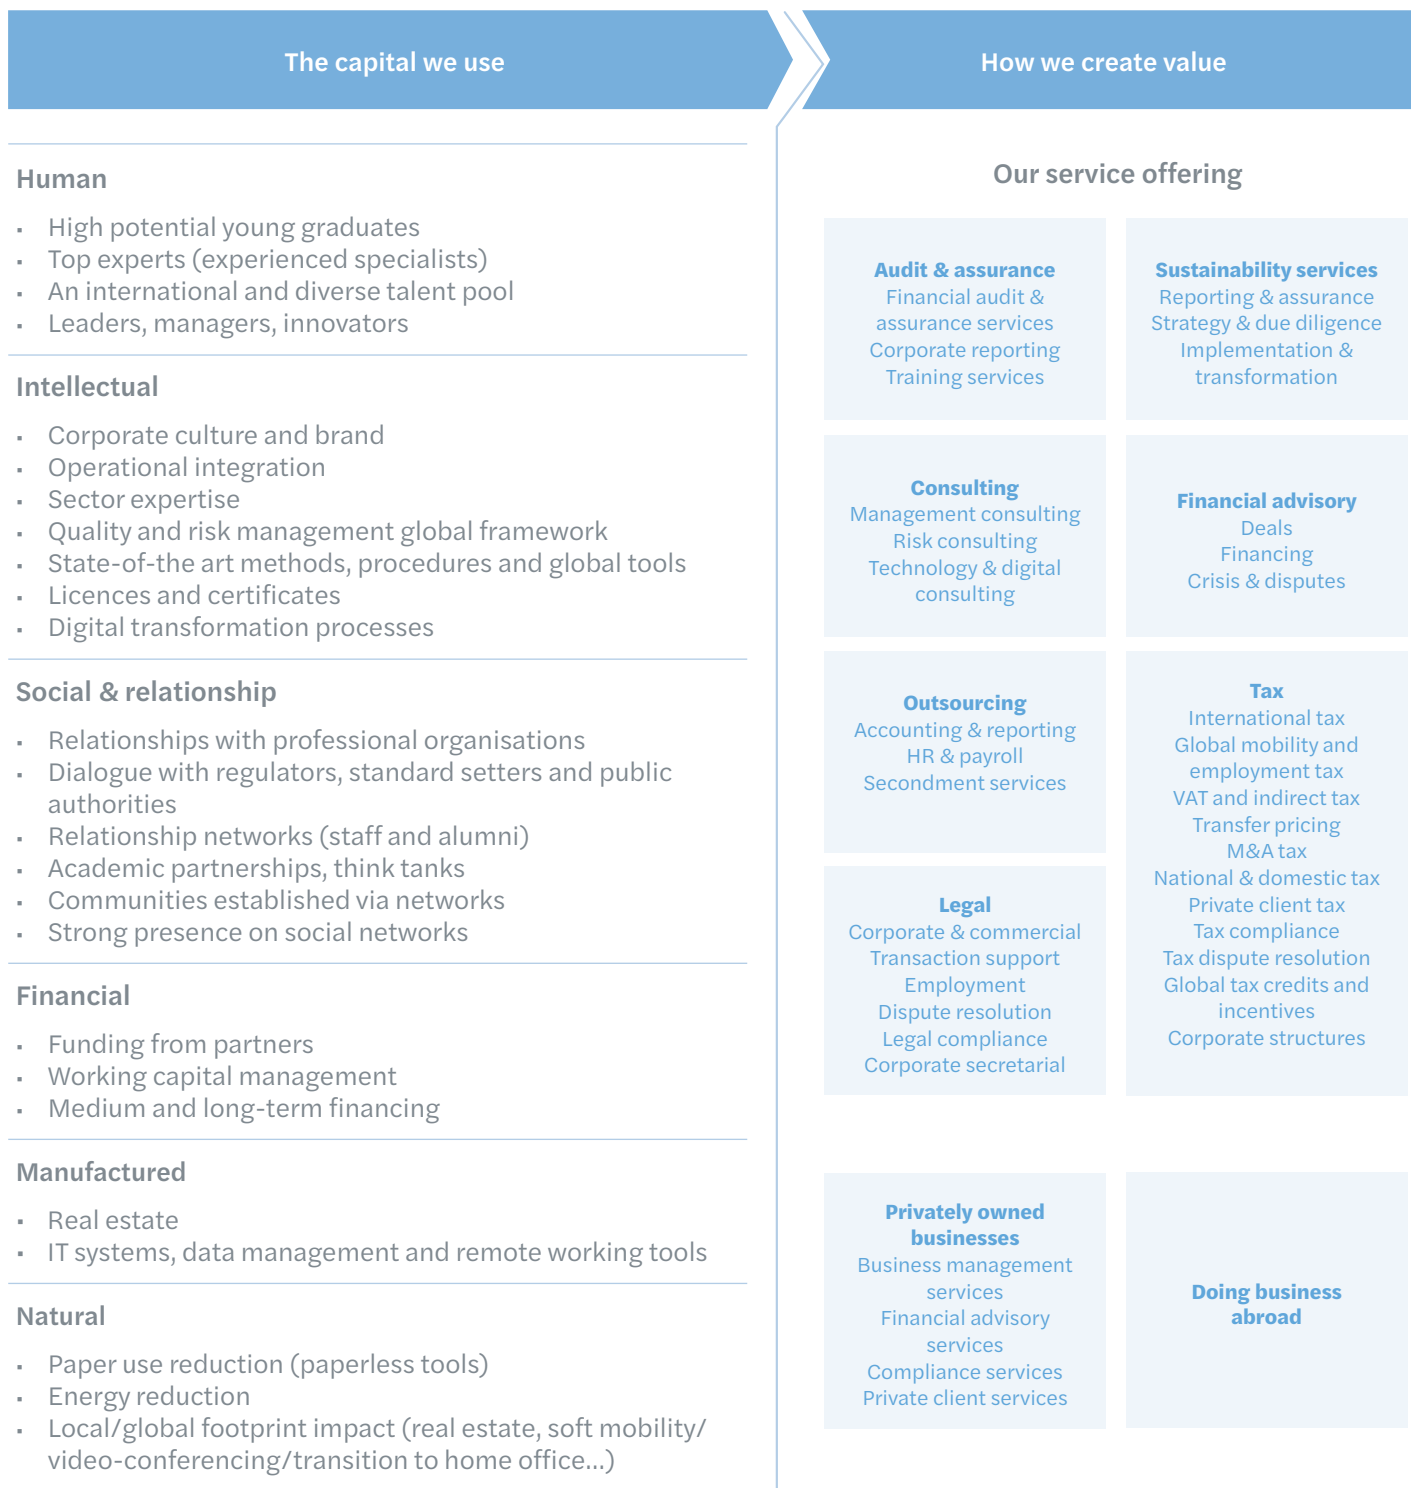 The capital we use
How we create value
Human
• High potential young graduates
• Top experts (experienced specialists)
• An international and diverse talent pool
• Leaders, managers, innovators
Intellectual
• Corporate culture and brand
• Operational integration
• Sector expertise
• Quality and risk management global framework
• State-of-the art methods, procedures and global tools
• Licences and certificates
• Digital transformation processes
Social & relationship
• Relationships with professional organisations
• Dialogue with regulators, standard setters and public
authorities
• Relationship networks (staff and alumni)
• Academic partnerships, think tanks
• Communities established via networks
• Strong presence on social networks
Financial
• Funding from partners
• Working capital management
• Medium and long-term financing
Manufactured
• Real estate
• IT systems, data management and remote working tools
Natural
• Paper use reduction (paperless tools)
• Energy reduction
• Local/global footprint impact (real estate, soft mobility/
video-conferencing/transition to home office...)
Our service offering
Audit & assurance
Financial audit &
assurance services
Corporate reporting
Training services
Sustainability services
Reporting & assurance
Strategy & due diligence
Implementation &
transformation
Consulting
Management consulting
Risk consulting
Technology & digital
consulting
Financial advisory
Deals
Financing
Crisis & disputes
Outsourcing
Accounting & reporting
HR & payroll
Secondment services
Tax
International tax
Global mobility and
employment tax
VAT and indirect tax
Transfer pricing
M&A tax
National & domestic tax
Private client tax
Tax compliance
Tax dispute resolution
Global tax credits and
incentives
Corporate structures
Legal
Corporate & commercial
Transaction support
Employment
Dispute resolution
Legal compliance
Corporate secretarial
Privately owned
businesses
Business management
services
Financial advisory
services
Compliance services
Private client services
Doing business
abroad